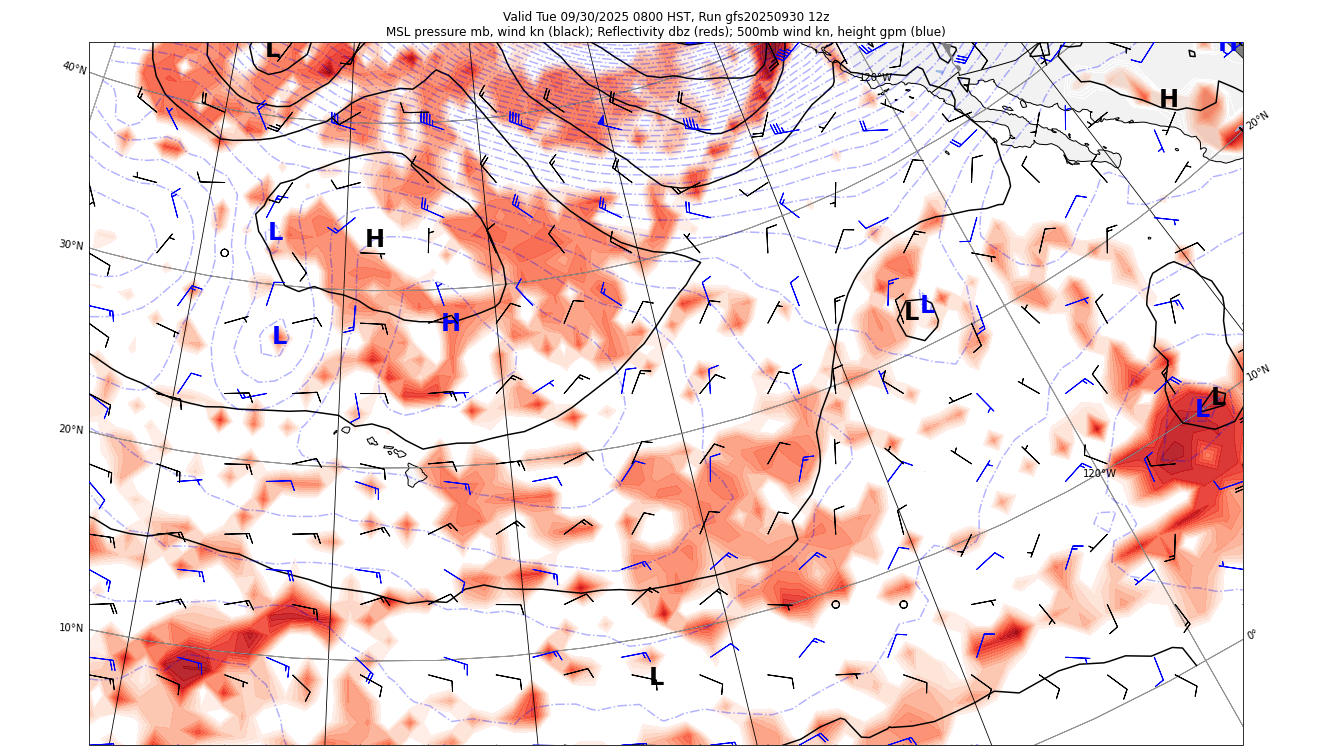 Valid Tue 09/30/2025 0800 HST, Run gfs20250930 12z
MSL pressure mb, wind kn (black); Reflectivity dbz (reds); 500mb wind kn, height gpm (blue)
L
H
40°N
120°W
H
20°N
L
H
30°N
L
L
H
L
10°N
L
L
20°N
120°W
10°N
0°
L